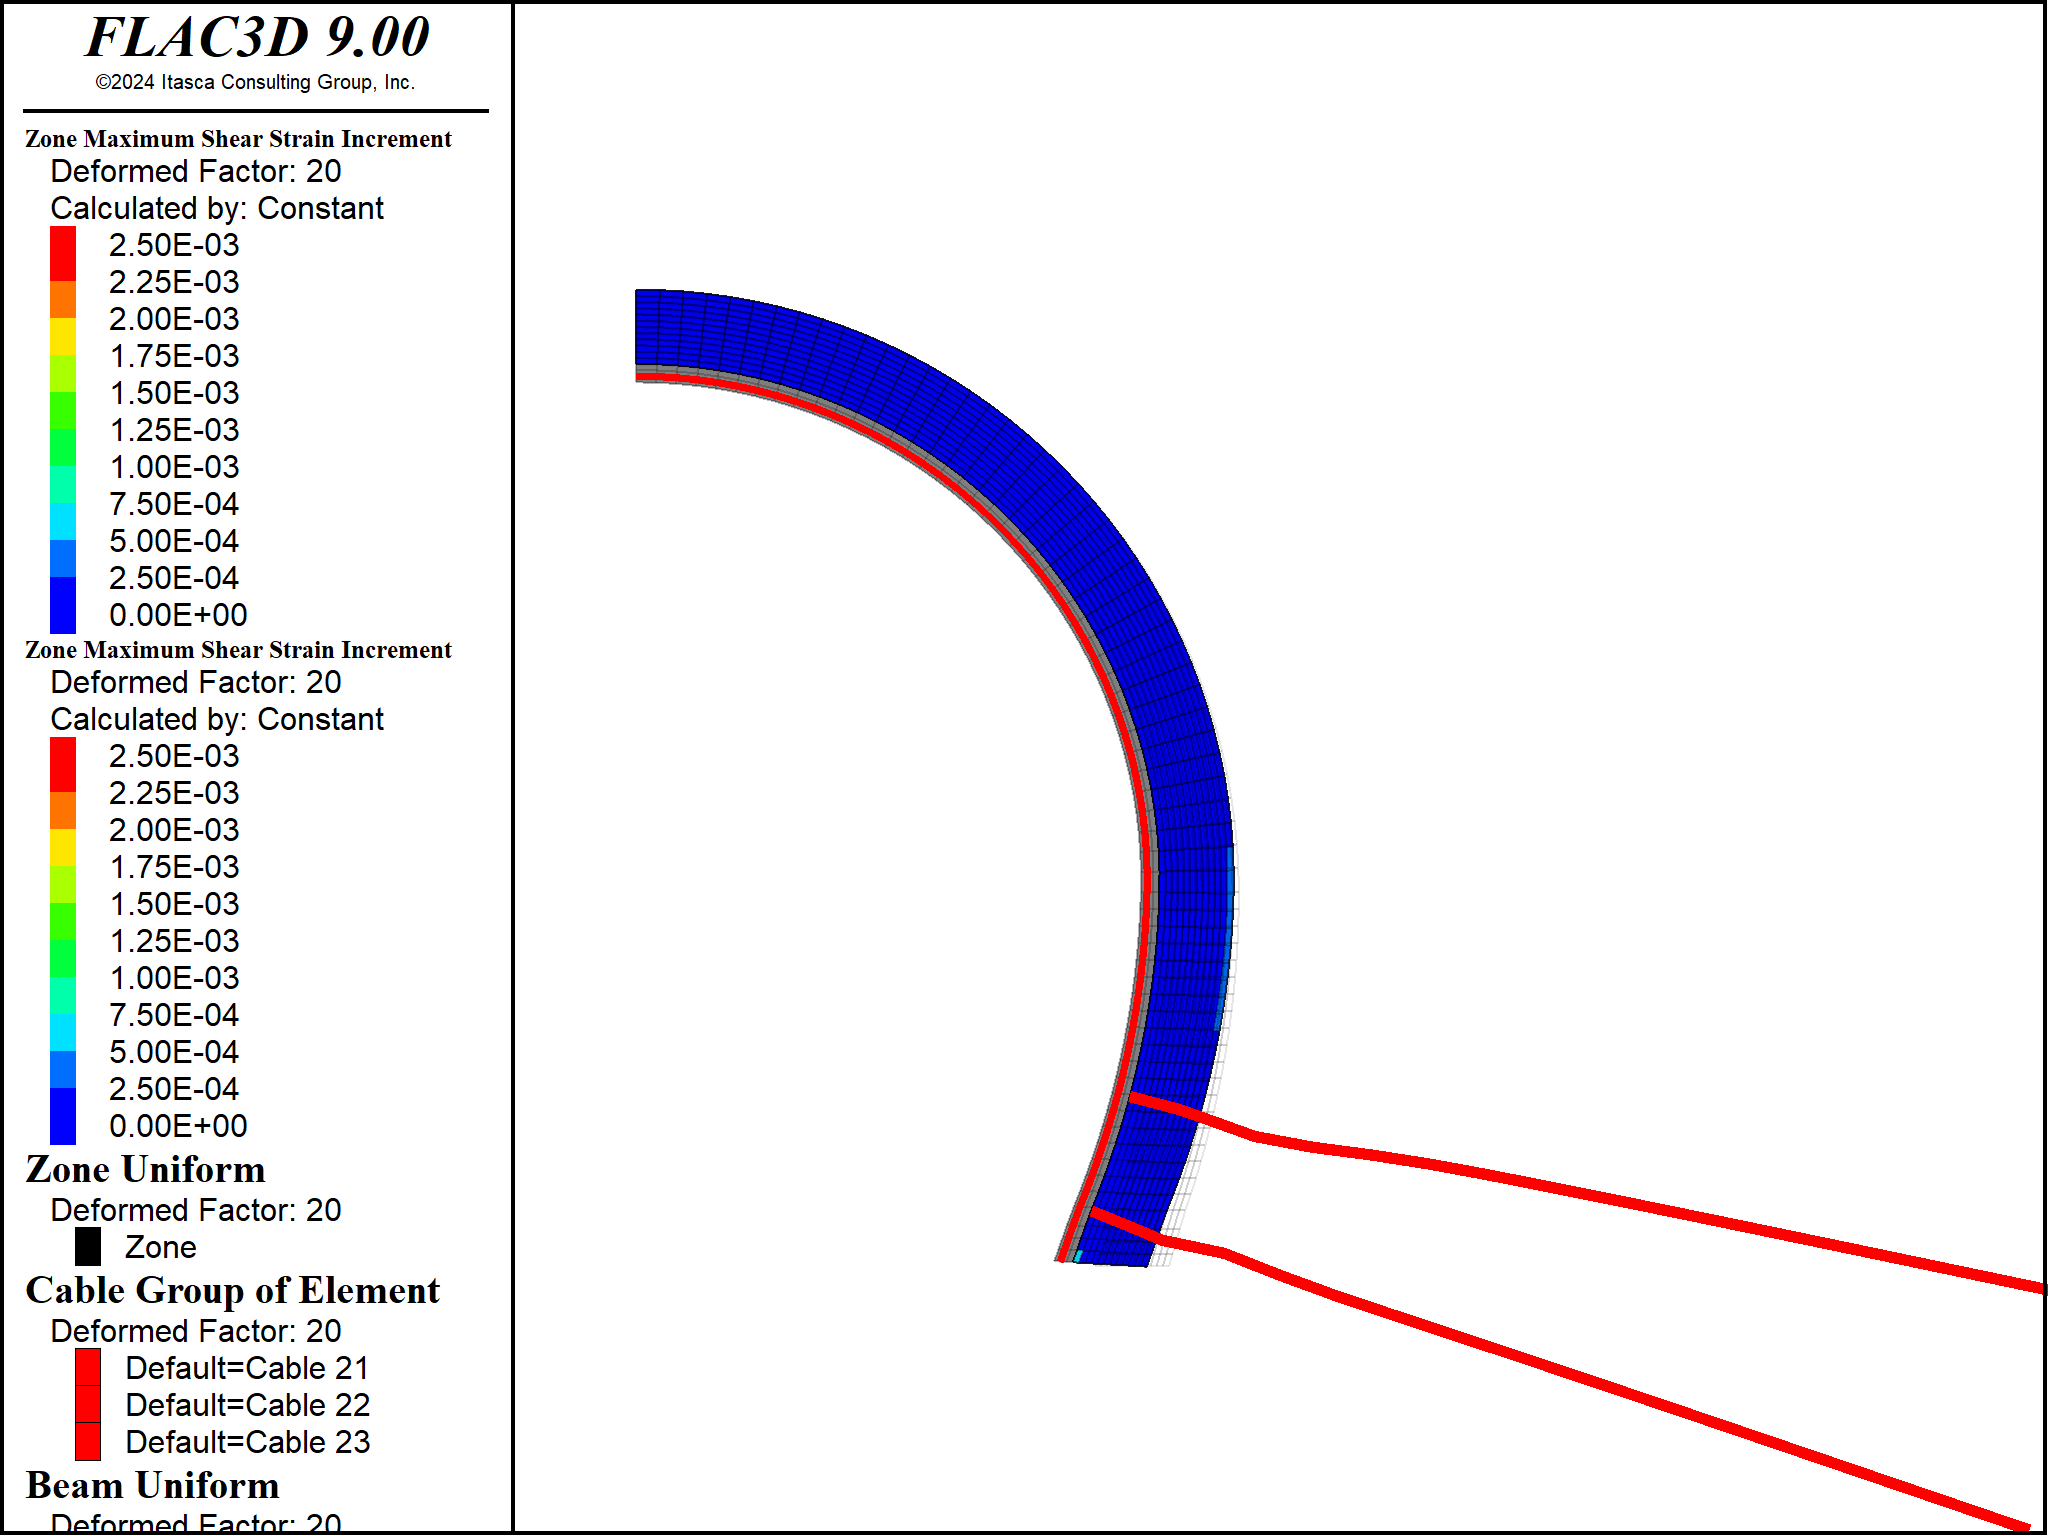 FLAC3D 9.00
©2024 Itasca Consulting Group, Inc.
Zone Maximum Shear Strain Increment
Deformed Factor: 20
Calculated by: Constant
2.50E-03
2.25E-03
2.00E-03
1.75E-03
1.50E-03
1.25E-03
1.00E-03
7.50E-04
5.00E-04
2.50E-04
0.00E+00
Zone Maximum Shear Strain Increment
Deformed Factor: 20
Calculated by: Constant
2.50E-03
2.25E-03
2.00E-03
1.75E-03
1.50E-03
1.25E-03
1.00E-03
7.50E-04
5.00E-04
2.50E-04
0.00E+00
Zone Uniform
Deformed Factor: 20
Zone
Cable Group of Element
Deformed Factor: 20
Default=Cable 21
Default=Cable 22
Default=Cable 23
Beam Uniform
Deformed Factor: 20